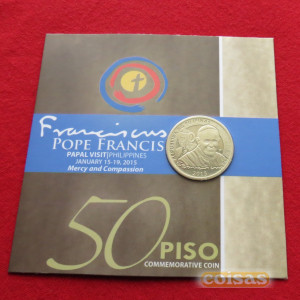 Franciscus
POPE FRANCIS
PAPAL VISIT|PHILIPPINES
JANUARY 15-19, 2015
Mercy and Compassion
50 PISO
COMMEMORATIVE COIN
coisas